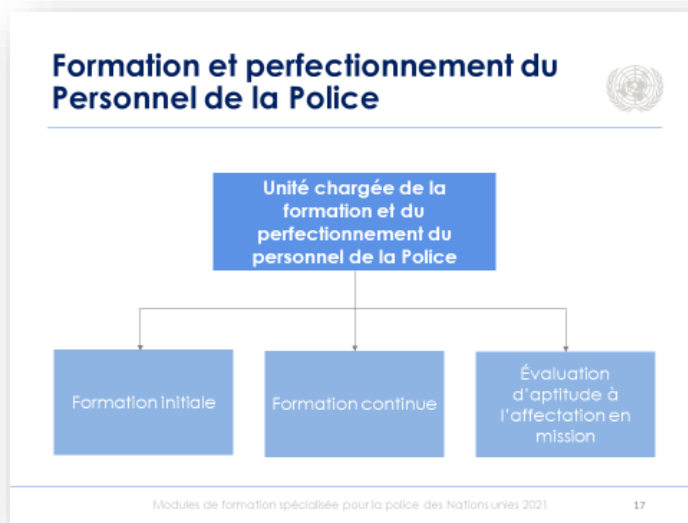 Formation et perfectionnement du
Personnel de la Police
Unité chargée de la
formation et du
perfectionnement du
personnel de la Police
Formation initiale
Formation continue
Évaluation
d'aptitude à
l'affectation en
mission
Modules de formation spécialisée pour la police des Nations unies 2021
17